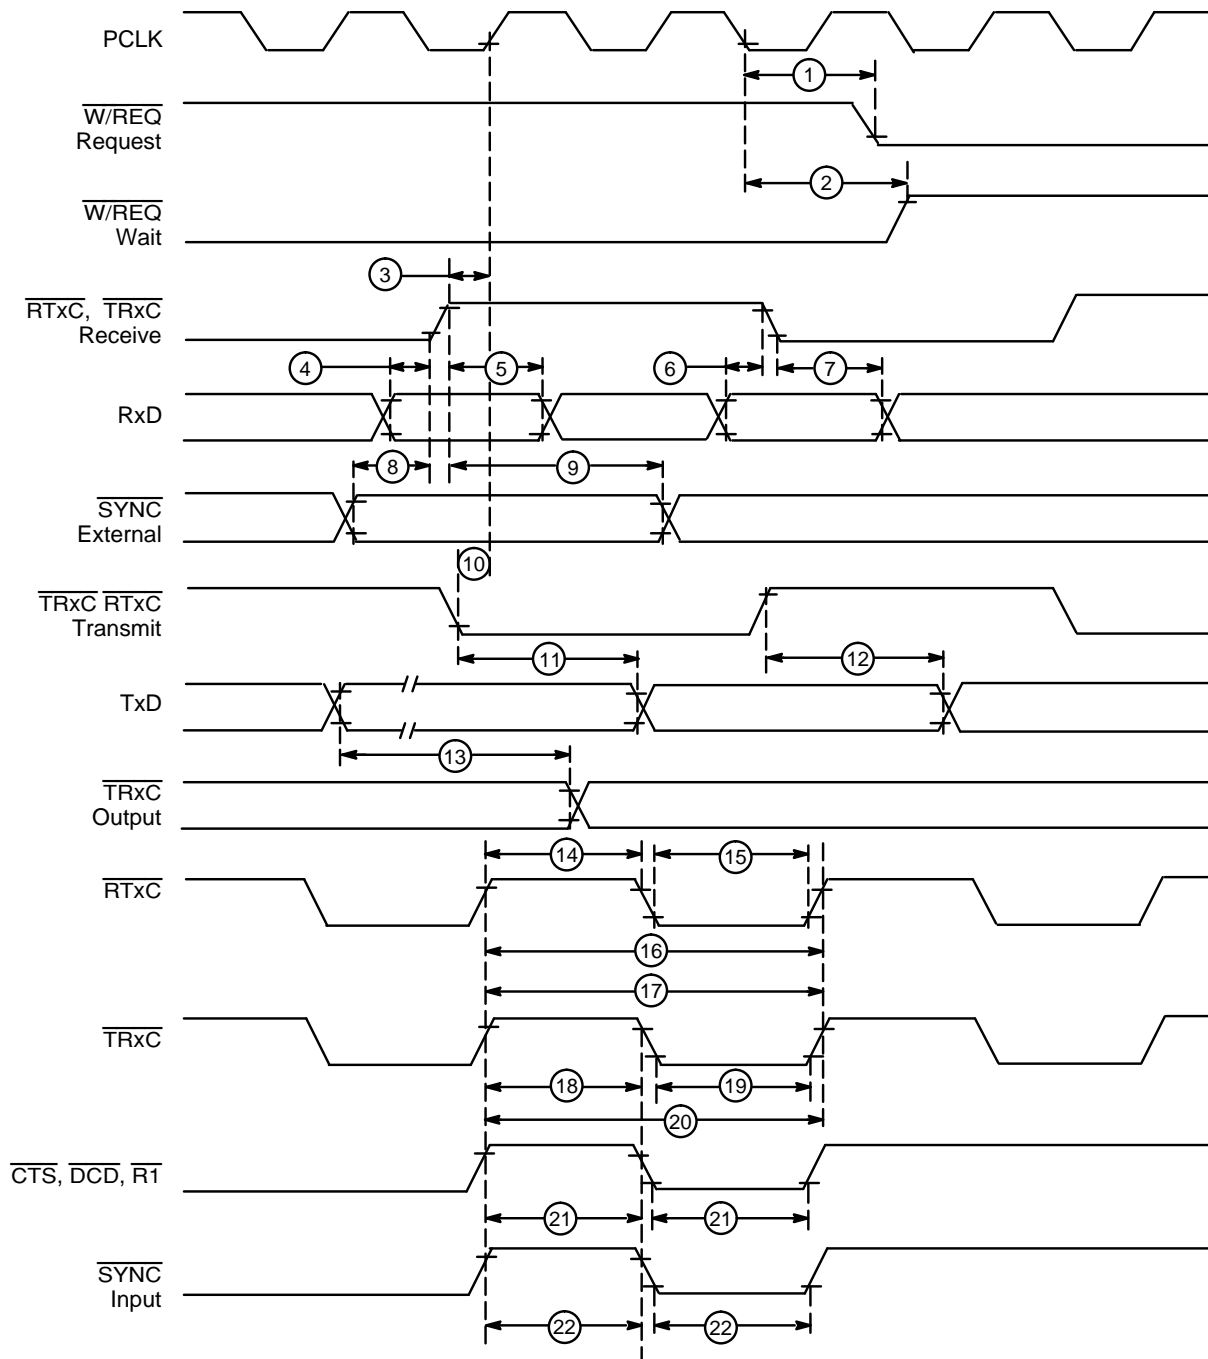 PCLK
1
W/REQ
Request
2
W/REQ
Wait
3
RTxC, TRxC
Receive
4
5
6
7
RxD
8
9
SYNC
External
10
TRxC RTxC
Transmit
11
12
TxD
13
TRxC
Output
14
15
RTxC
16
17
TRxC
18
19
20
CTS, DCD, R1
21
21
SYNC
Input
22
22